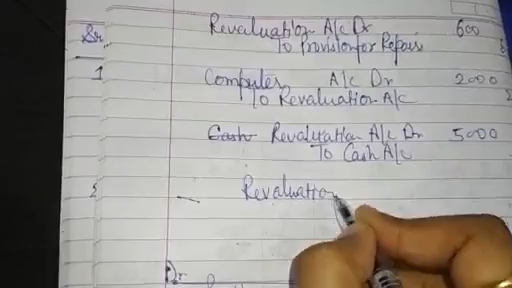 Revaluation A/c Dr 600
Sr To Provision for Repairs
1 Computer A/c Dr 2000
To Revaluation A/c
Cash Revaluation A/c Dr 5000
To Cash A/c
Revaluation